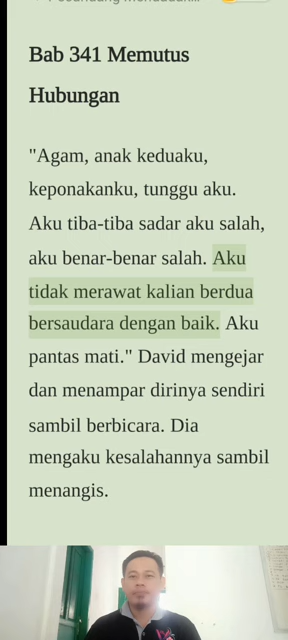 Bab 341 Memutus
Hubungan
"Agam, anak keduaku,
keponakanku, tunggu aku.
Aku tiba-tiba sadar aku salah,
aku benar-benar salah. Aku
tidak merawat kalian berdua
bersaudara dengan baik. Aku
pantas mati." David mengejar
dan menampar dirinya sendiri
sambil berbicara. Dia
mengaku kesalahannya sambil
menangis.